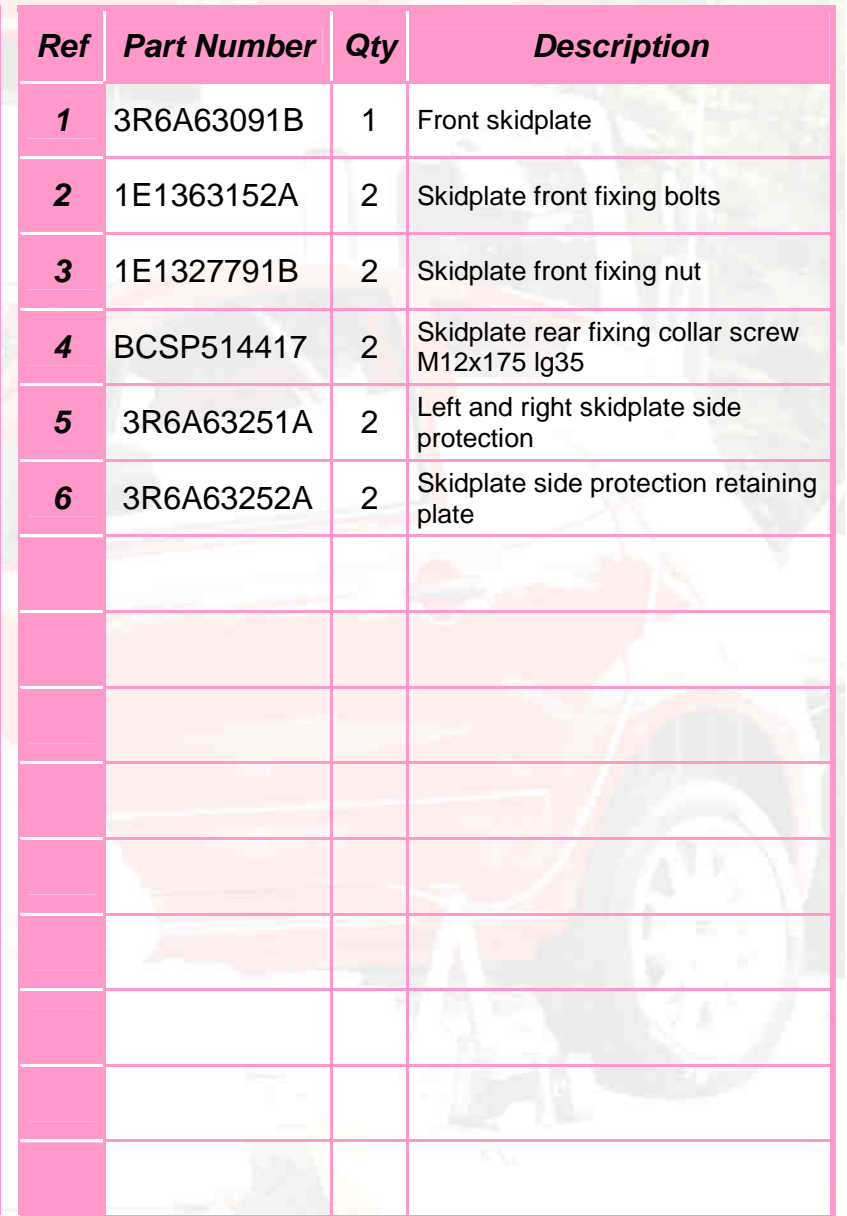 Ref Part Number Qty Description
1 3R6A63091B 1 Front skidplate
2 1E1363152A 2 Skidplate front fixing bolts
3 1E1327791B 2 Skidplate front fixing nut
4 BCSP514417 2 Skidplate rear fixing collar screw
M12x175 lg35
5 3R6A63251A 2 Left and right skidplate side
protection
6 3R6A63252A 2 Skidplate side protection retaining
plate